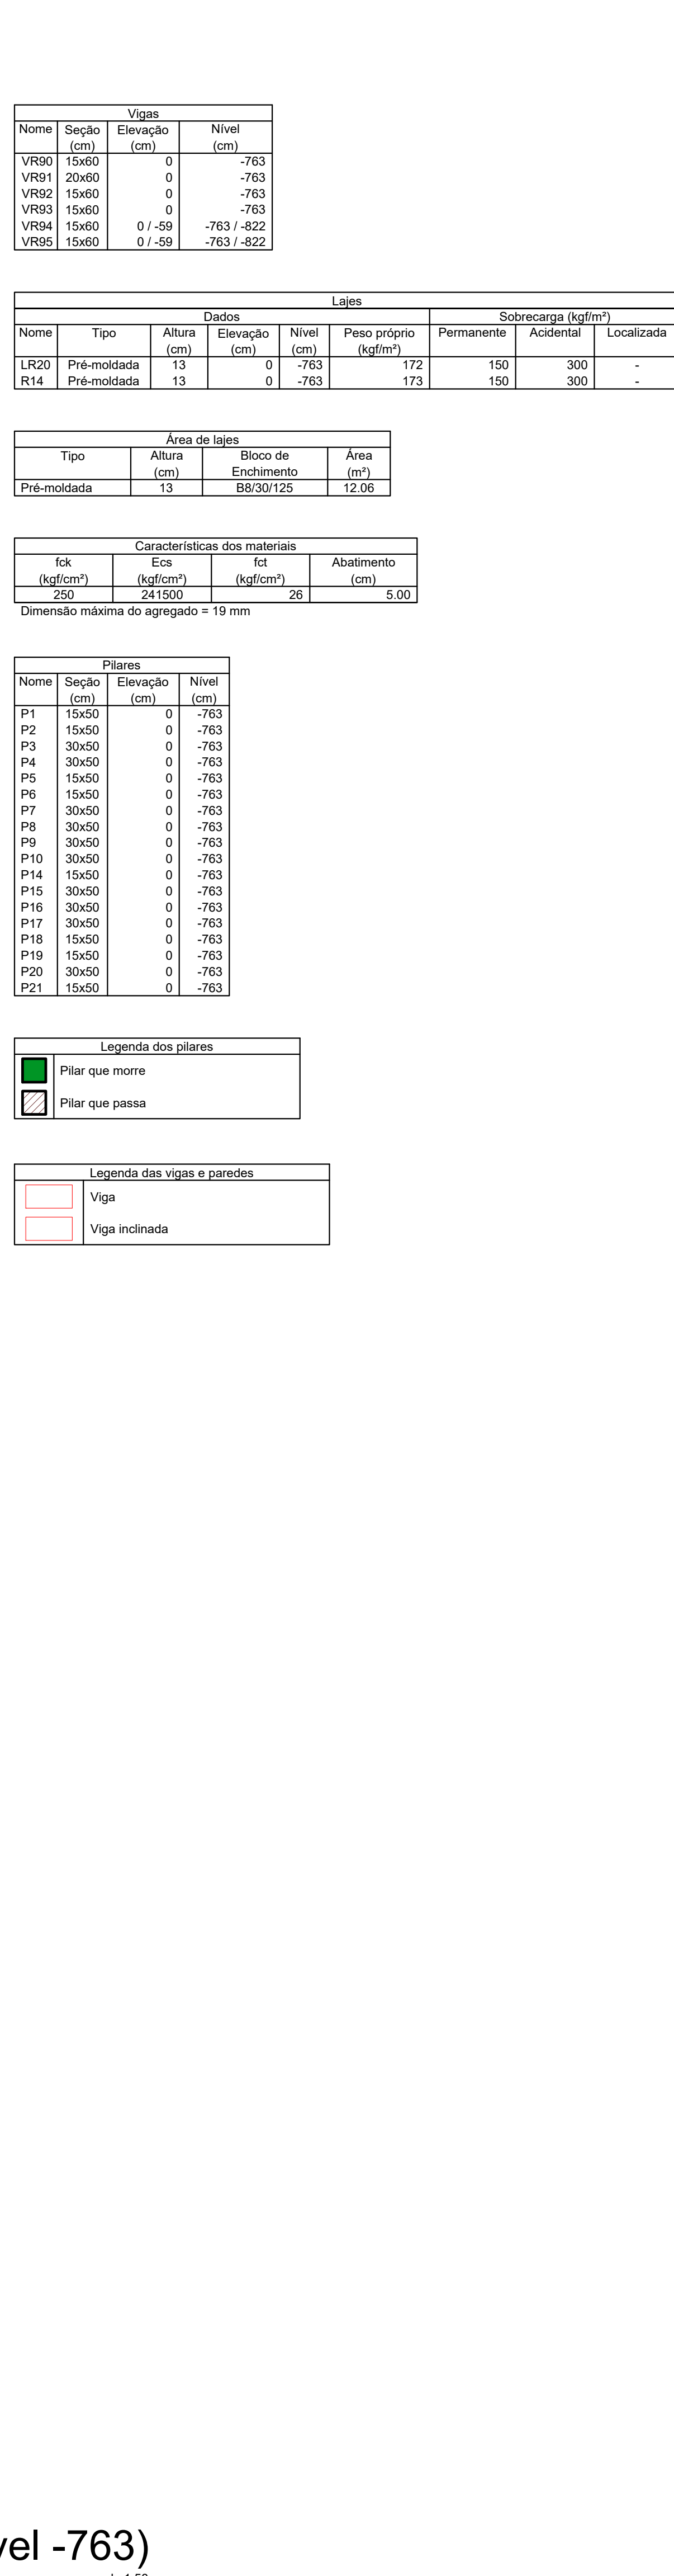 Vigas
Nome Seção Elevação Nível
(cm) (cm) (cm)
VR90 15x60 0 -763
VR91 20x60 0 -763
VR92 15x60 0 -763
VR93 15x60 0 -763
VR94 15x60 0 / -59 -763 / -822
VR95 15x60 0 / -59 -763 / -822
Lajes
Dados Sobrecarga (kgf/m²)
Nome Tipo Altura Elevação Nível Peso próprio Permanente Acidental Localizada
(cm) (cm) (cm) (kgf/m²)
LR20 Pré-moldada 13 0 -763 172 150 300 -
R14 Pré-moldada 13 0 -763 173 150 300 -
Área de lajes
Tipo Altura Bloco de Área
(cm) Enchimento (m²)
Pré-moldada 13 B8/30/125 12.06
Características dos materiais
fck Ecs fct Abatimento
(kgf/cm²) (kgf/cm²) (kgf/cm²) (cm)
250 241500 26 5.00
Dimensão máxima do agregado = 19 mm
Pilares
Nome Seção Elevação Nível
(cm) (cm) (cm)
P1 15x50 0 -763
P2 15x50 0 -763
P3 30x50 0 -763
P4 30x50 0 -763
P5 15x50 0 -763
P6 15x50 0 -763
P7 30x50 0 -763
P8 30x50 0 -763
P9 30x50 0 -763
P10 30x50 0 -763
P14 15x50 0 -763
P15 30x50 0 -763
P16 30x50 0 -763
P17 30x50 0 -763
P18 15x50 0 -763
P19 15x50 0 -763
P20 30x50 0 -763
P21 15x50 0 -763
Legenda dos pilares
Pilar que morre
Pilar que passa
Legenda das vigas e paredes
Viga
Viga inclinada
vel -763)